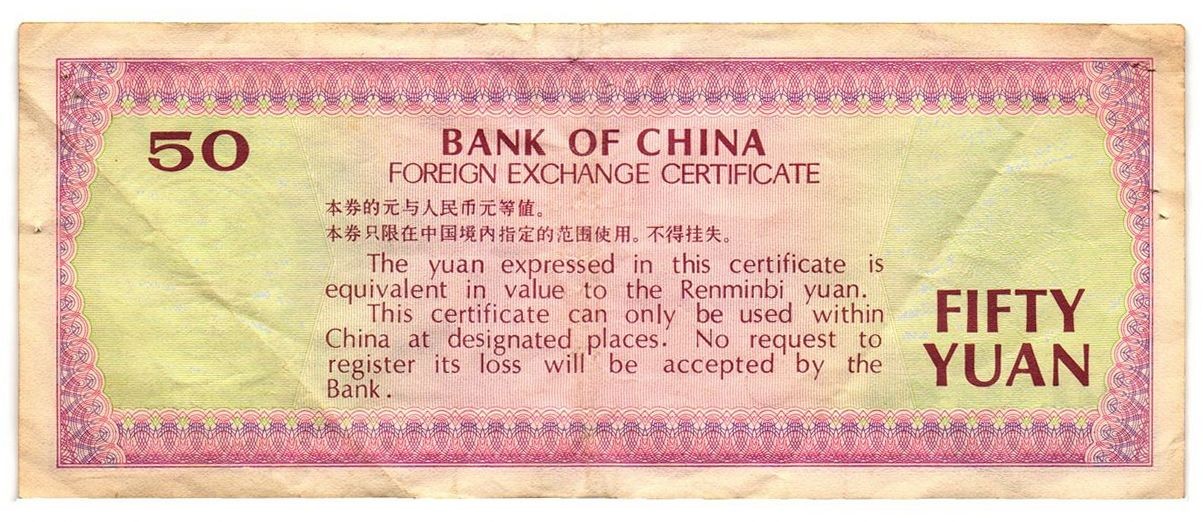 50
BANK OF CHINA
FOREIGN EXCHANGE CERTIFICATE
本券的元与人民币元等値。
本券只限在中国境内指定的范围使用。不得挂失。
The yuan expressed in this certificate is
equivalent in value to the Renminbi yuan.
This certificate can only be used within
China at designated places. No request to
register its loss will be accepted by the
Bank.
FIFTY
YUAN